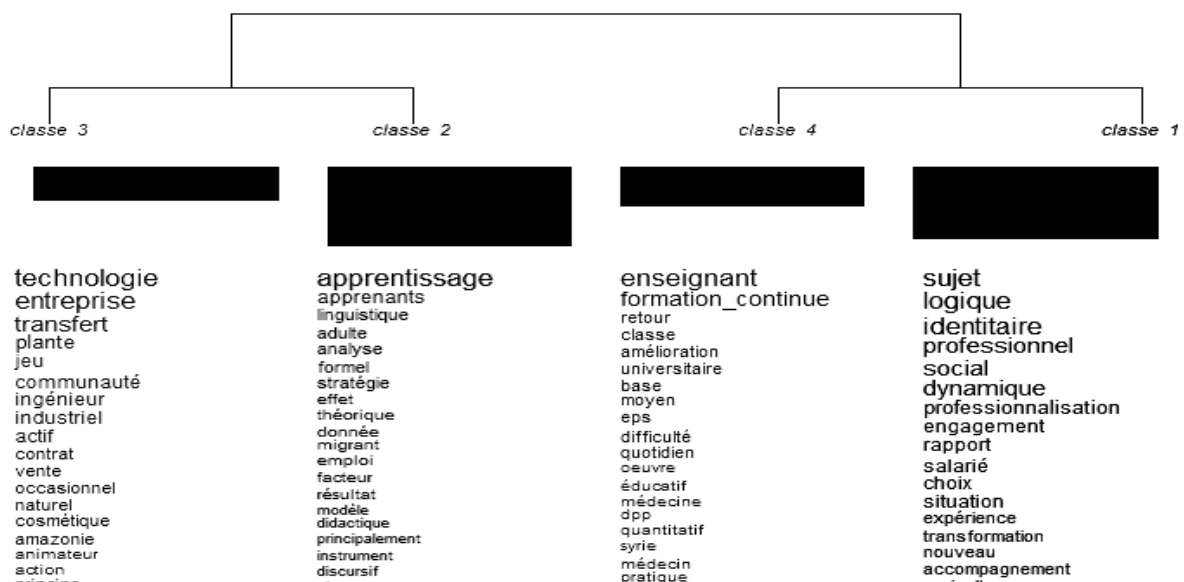 classe 3
classe 2
classe 4
classe 1
technologie
entreprise
transfert
plante
jeu
communauté
ingénieur
industriel
actif
contrat
vente
occasionnel
naturel
cosmétique
amazonie
animateur
action
apprentissage
apprenants
linguistique
adulte
analyse
formel
stratégie
effet
théorique
donnée
migrant
emploi
facteur
résultat
modèle
didactique
principalement
instrument
discursif
enseignant
formation_continue
retour
classe
amélioration
universitaire
base
moyen
eps
difficulté
quotidien
oeuvre
éducatif
médecine
dpp
quantitatif
syrie
médecin
pratique
sujet
logique
identitaire
professionnel
social
dynamique
professionnalisation
engagement
rapport
salarié
choix
situation
expérience
transformation
nouveau
accompagnement